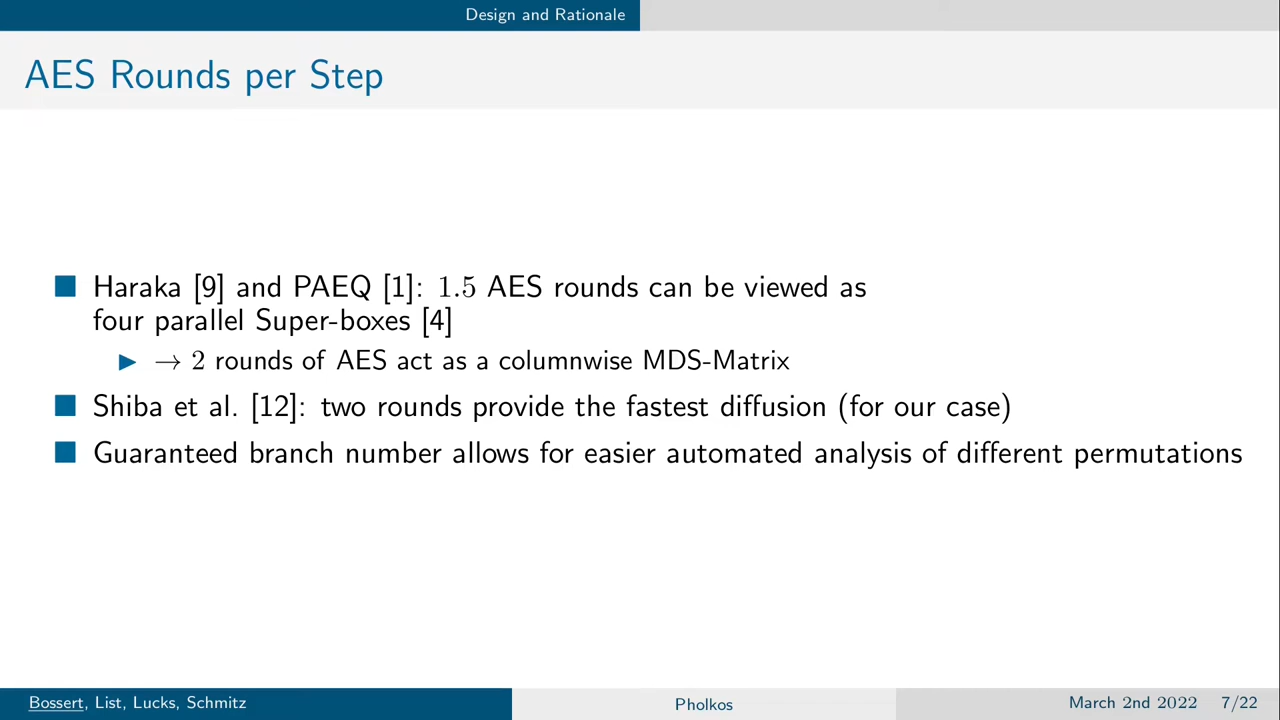 Design and Rationale
AES Rounds per Step
Haraka [9] and PAEQ [1]: 1.5 AES rounds can be viewed as
four parallel Super-boxes [4]
→ 2 rounds of AES act as a columnwise MDS-Matrix
Shiba et al. [12]: two rounds provide the fastest diffusion (for our case)
Guaranteed branch number allows for easier automated analysis of different permutations
Bossert, List, Lucks, Schmitz
Pholkos
March 2nd 2022 7/22